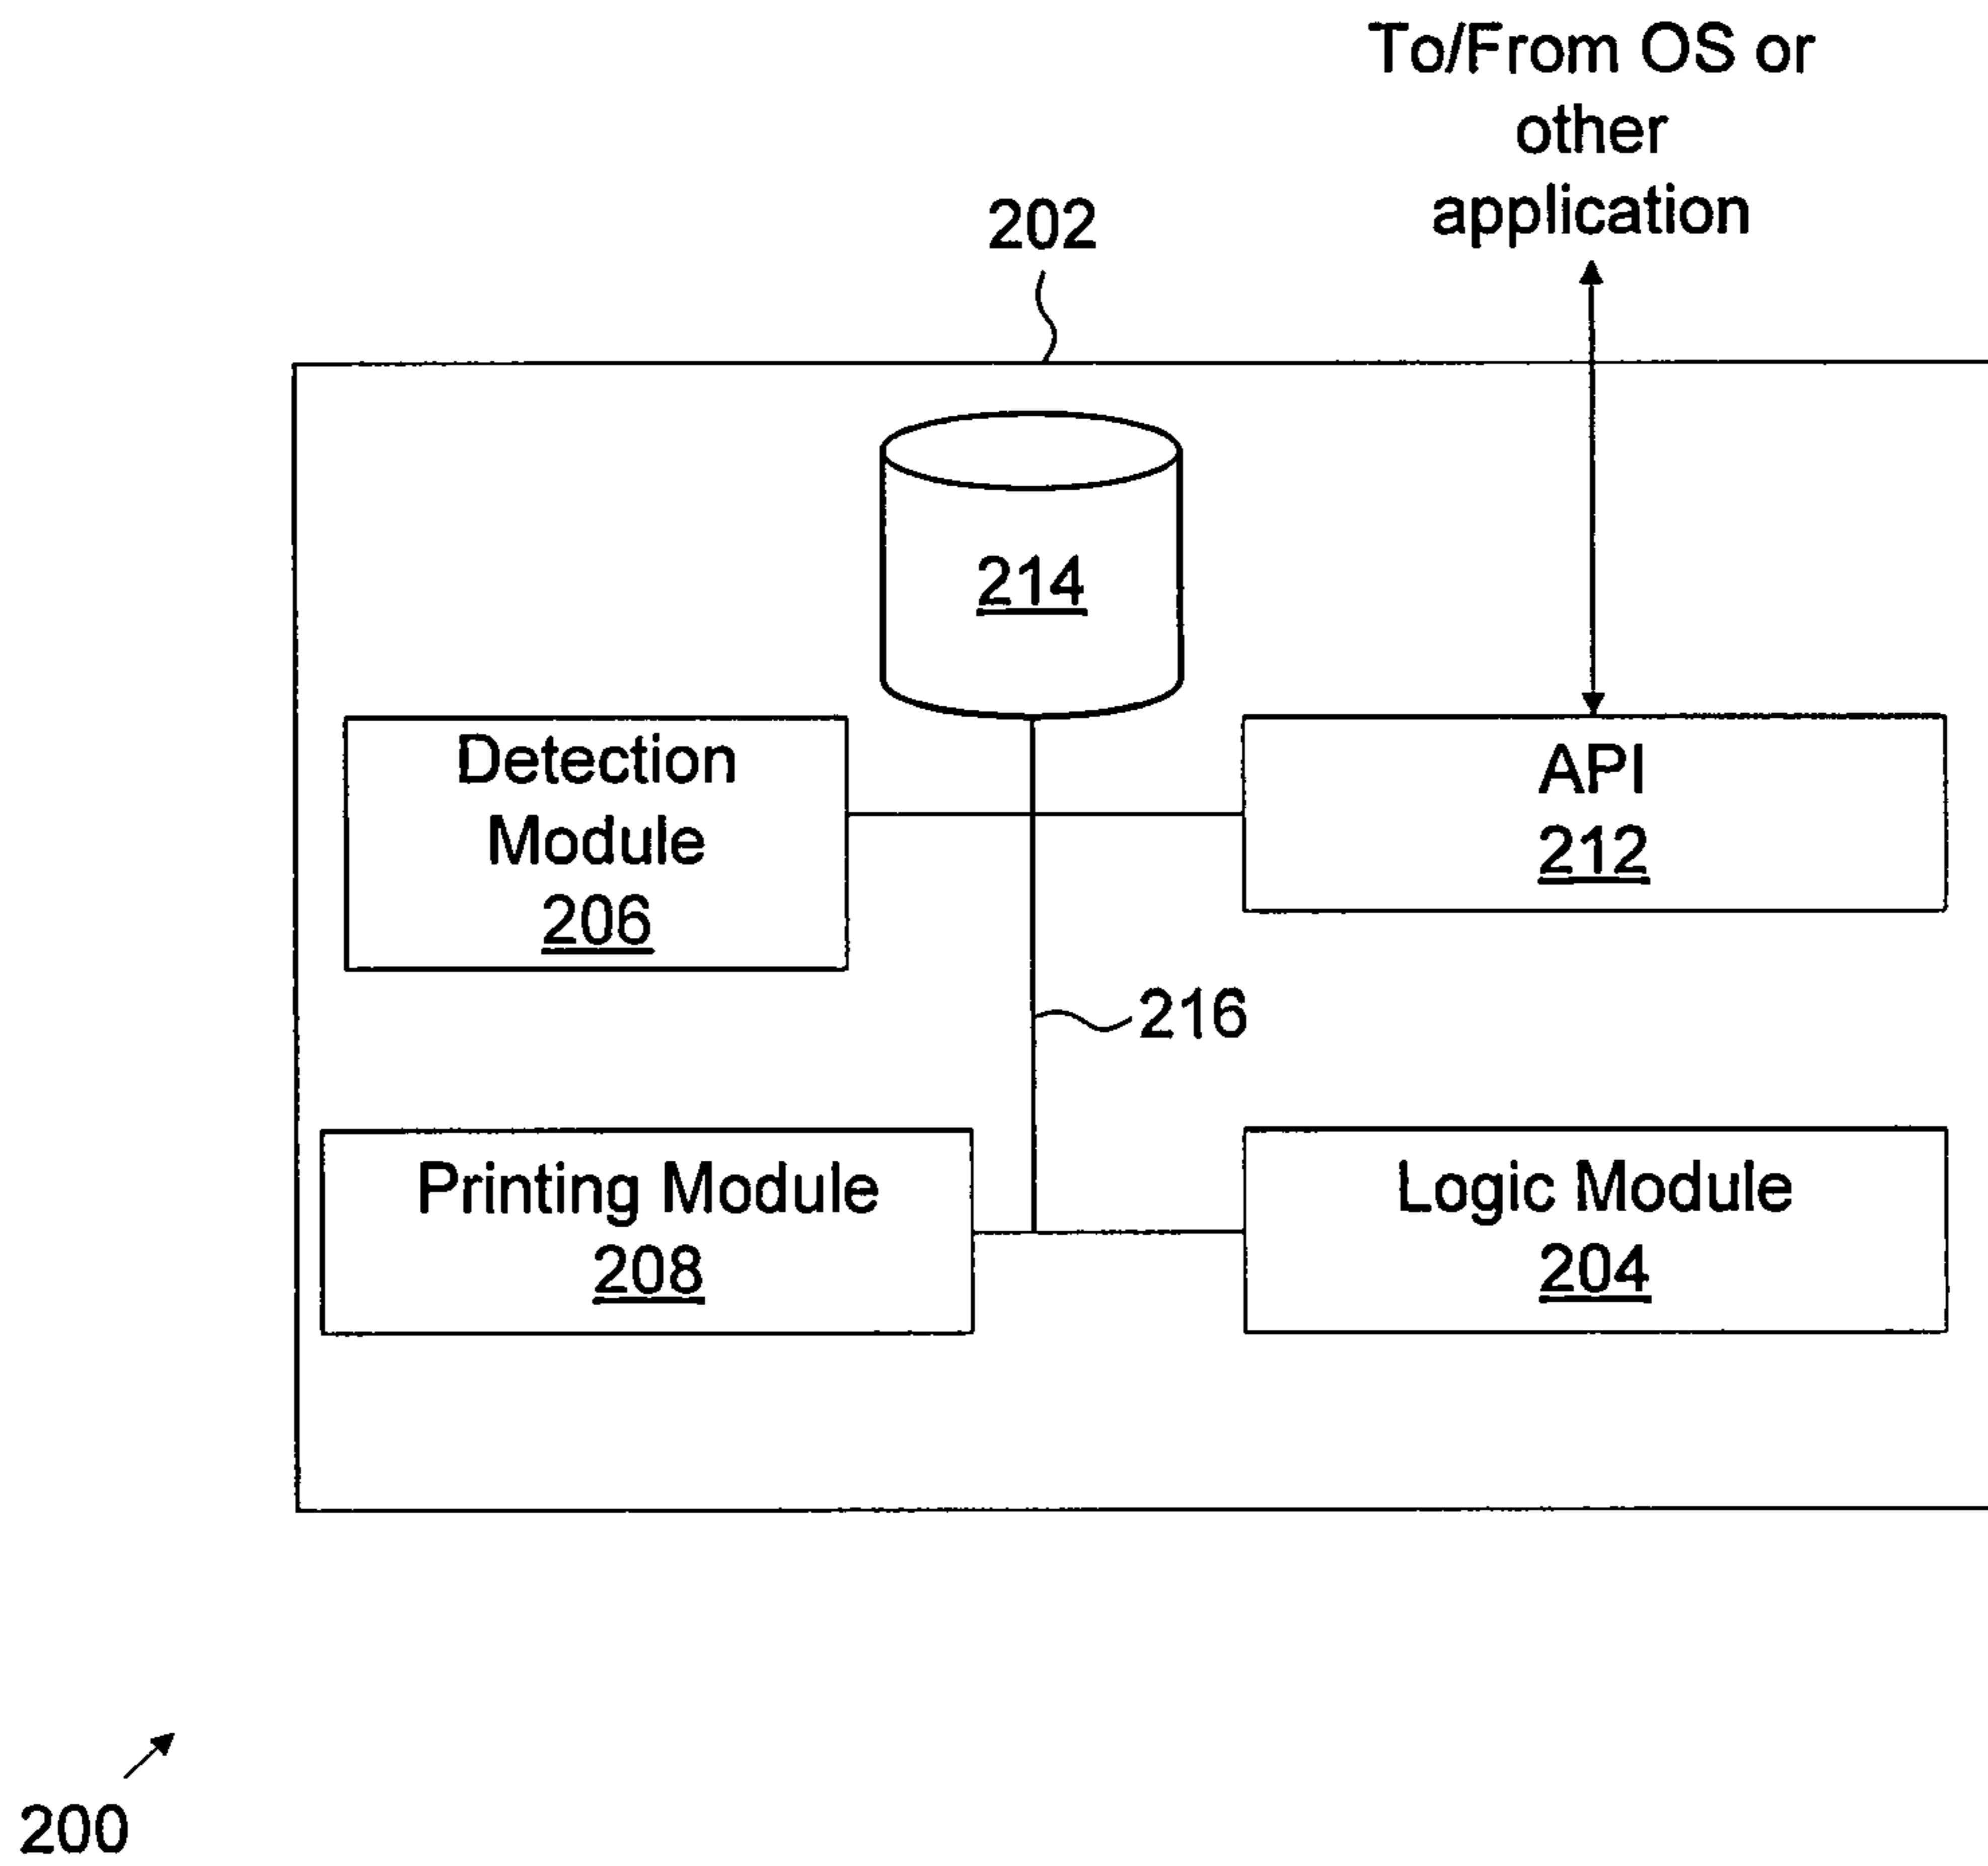 To/From OS or
other
application
202
214
Detection
Module
206
API
212
216
Printing Module
208
Logic Module
204
200